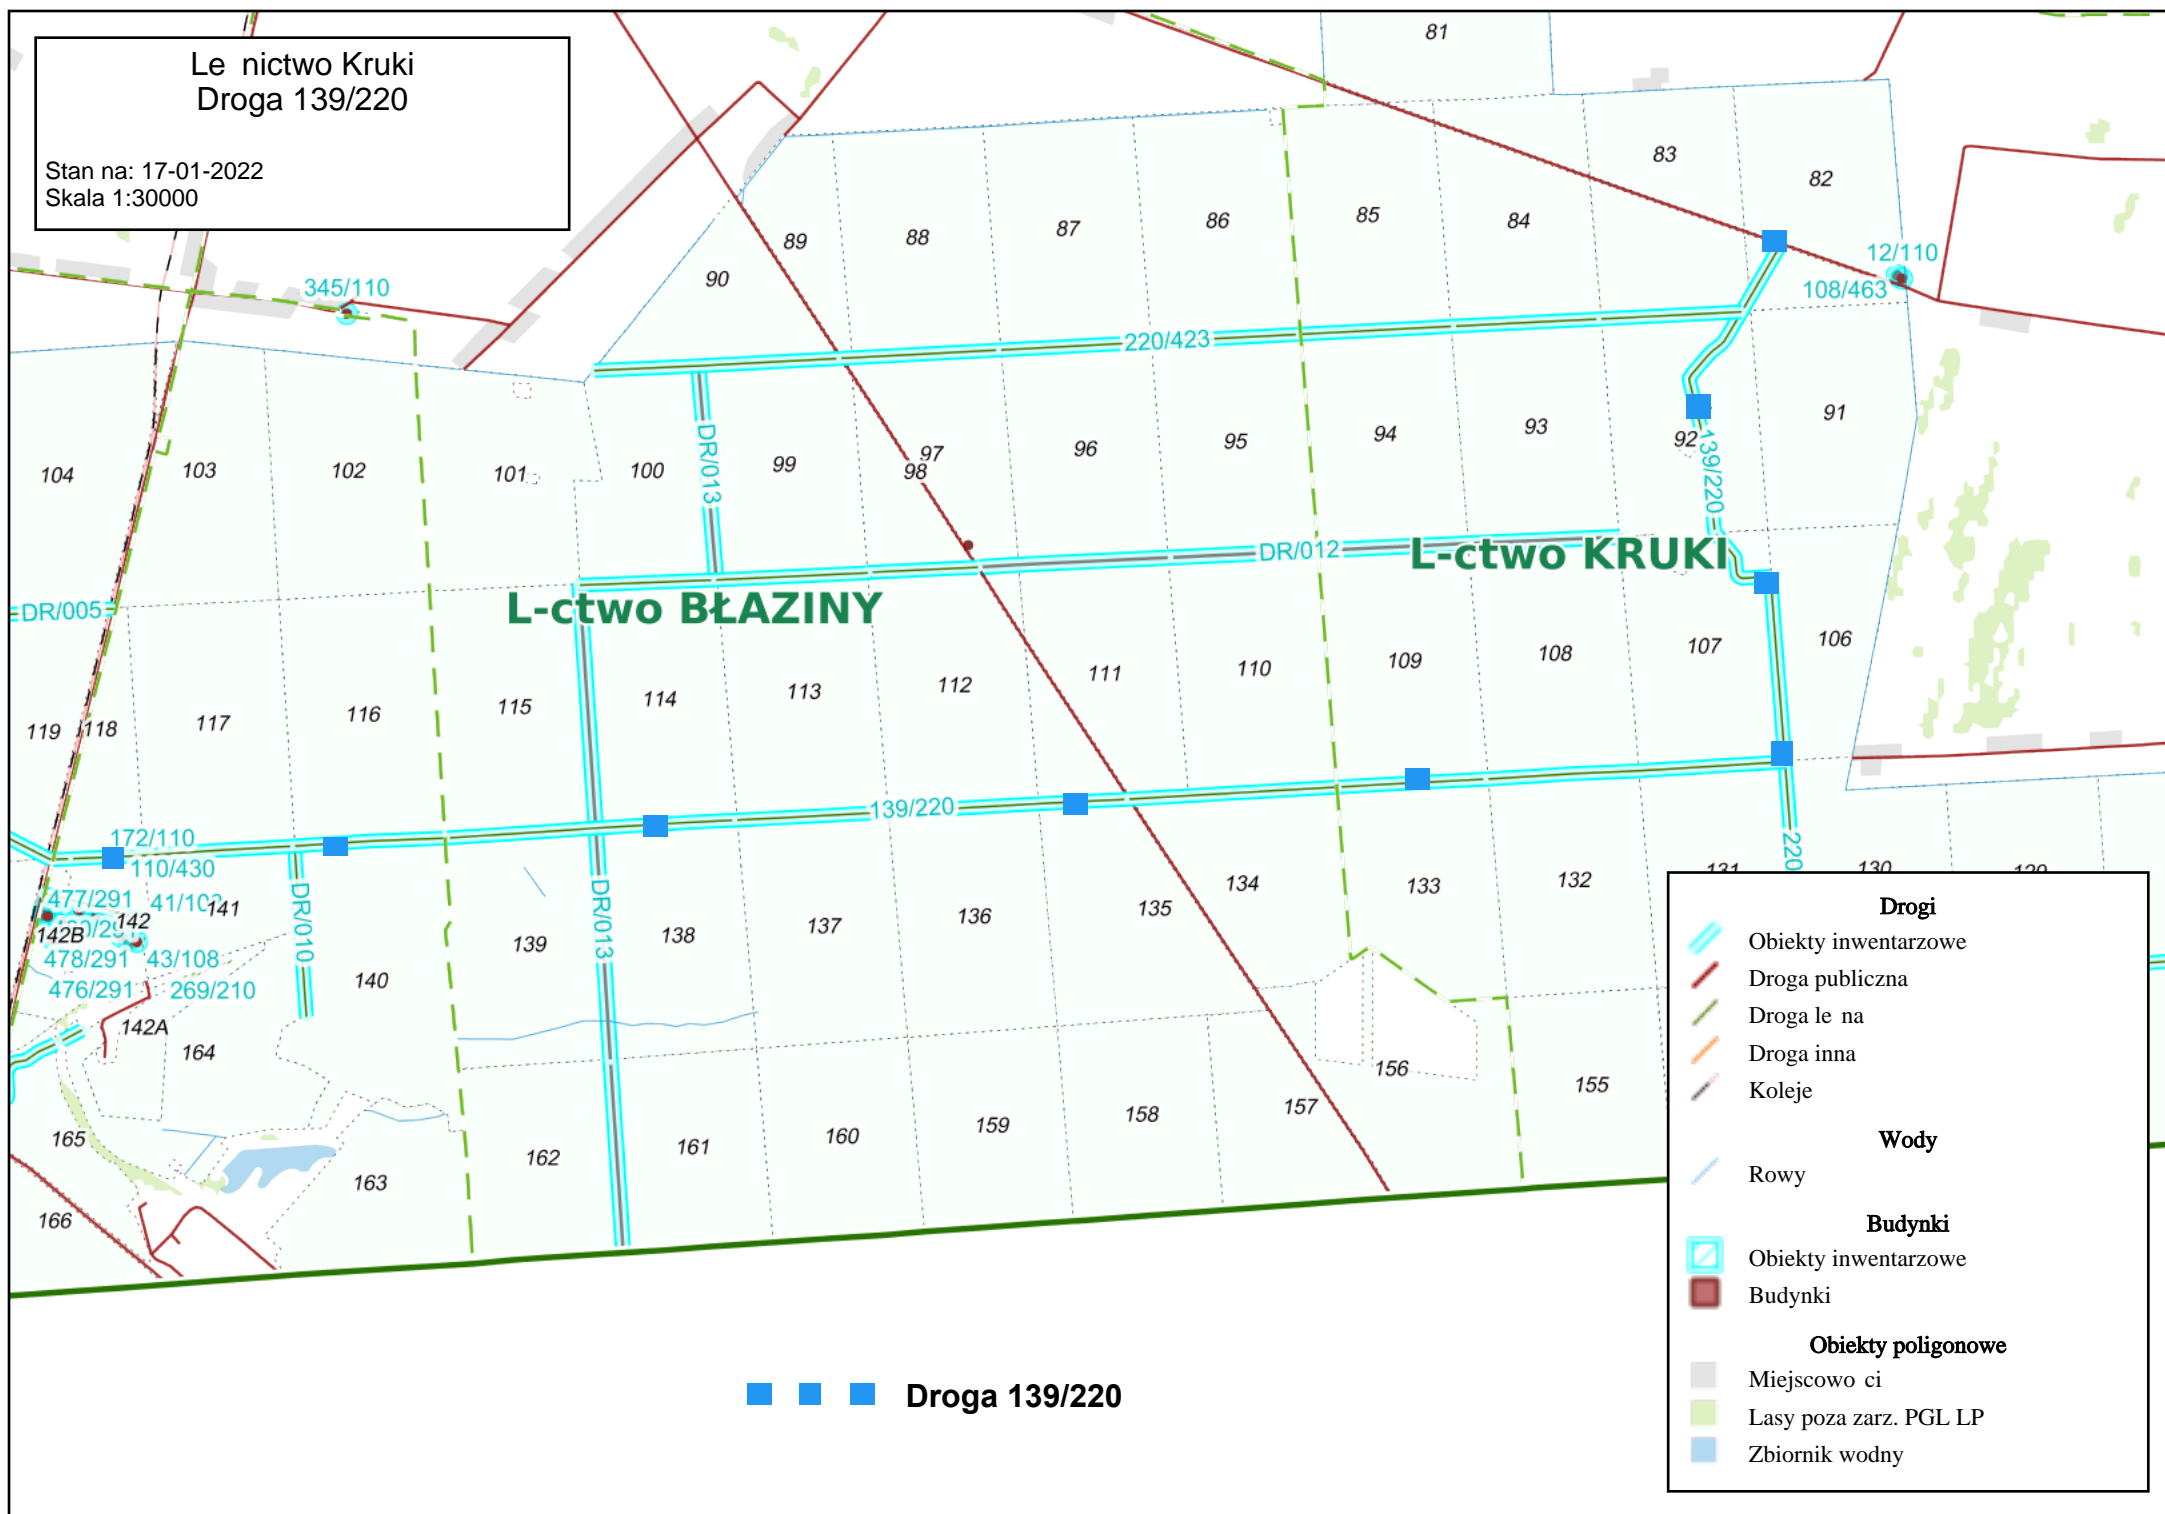 Le nictwo Kruki
Droga 139/220
Stan na: 17-01-2022
Skala 1:30000
81
83
82
85
84
86
87
88
89
90
12/110
108/463
345/110
220/423
91
92
93
94
95
96
97
98
99
100
101
102
103
104
DR/013
139/220
DR/012
L-ctwo KRUKI
L-ctwo BŁAZINY
DR/005
106
107
108
109
110
111
112
113
114
115
116
117
118
119
139/220
220
172/110
110/430
477/291
41/10
141
142
142B
478/291
43/108
476/291
269/210
DR/010
DR/013
142A
130
132
133
134
135
136
137
138
139
140
164
165
166
163
162
161
160
159
158
157
156
155
Drogi
Obiekty inwentarzowe
Droga publiczna
Droga le na
Droga inna
Koleje
Wody
Rowy
Budynki
Obiekty inwentarzowe
Budynki
Obiekty poligonowe
Miejscowo ci
Lasy poza zarz. PGL LP
Zbiornik wodny
Droga 139/220